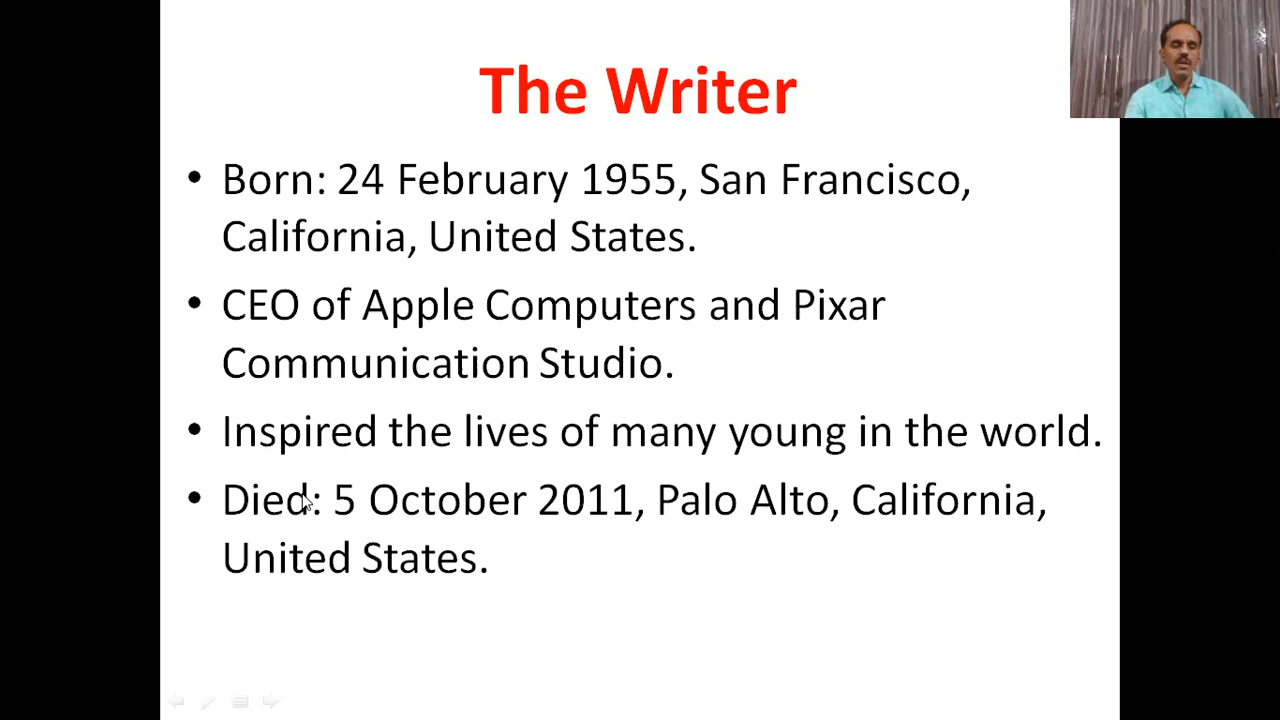 The Writer
• Born: 24 February 1955, San Francisco,
California, United States.
• CEO of Apple Computers and Pixar
Communication Studio.
• Inspired the lives of many young in the world.
• Died: 5 October 2011, Palo Alto, California,
United States.